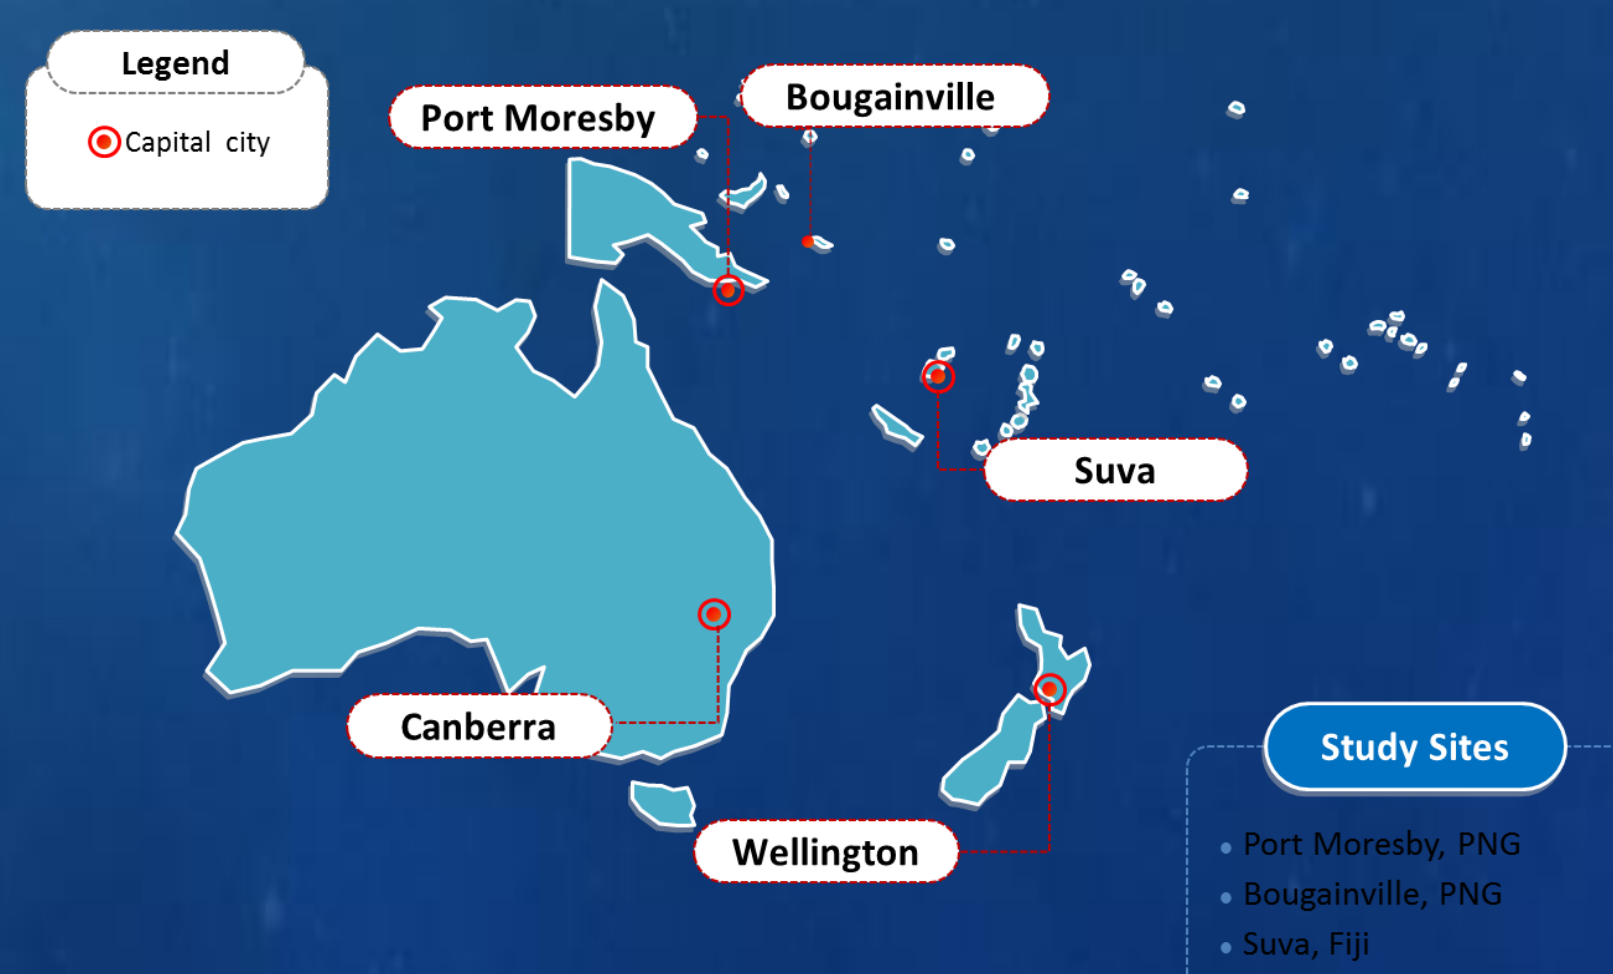 Legend
Capital city
Port Moresby
Bougainville
Suva
Canberra
Wellington
Study Sites
• Port Moresby, PNG
• Bougainville, PNG
• Suva, Fiji